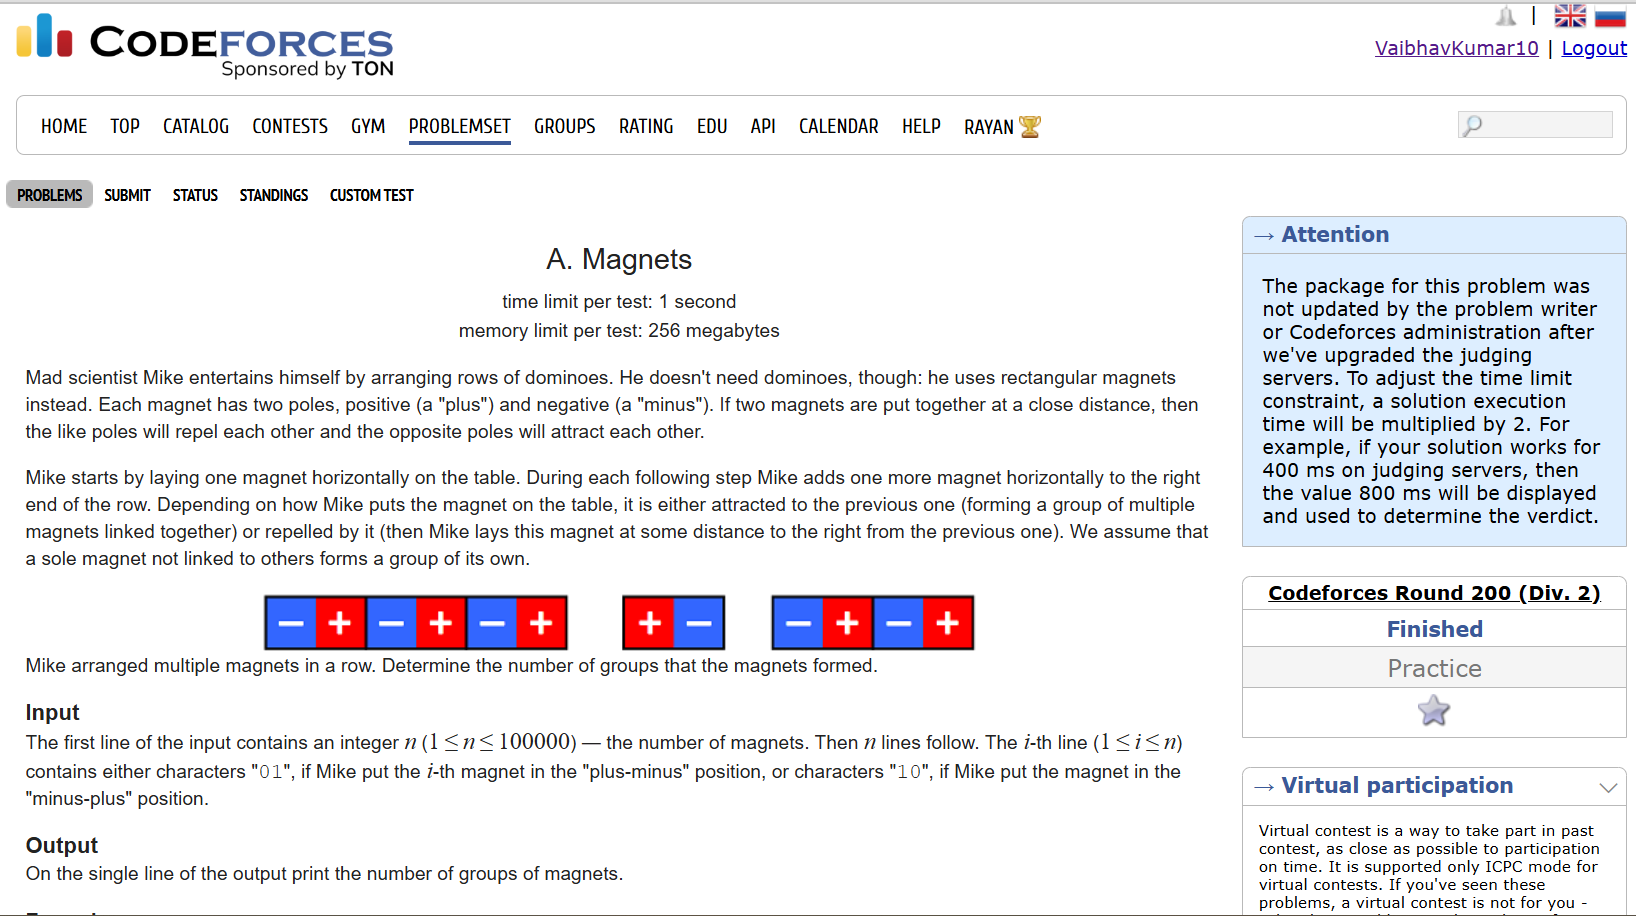 CODEFORCES
Sponsored by TON
|
VaibhavKumar10 | Logout
HOME TOP CATALOG CONTESTS GYM PROBLEMSET GROUPS RATING EDU API CALENDAR HELP RAYAN
PROBLEMS SUBMIT STATUS STANDINGS CUSTOM TEST
A. Magnets
time limit per test: 1 second
memory limit per test: 256 megabytes
Mad scientist Mike entertains himself by arranging rows of dominoes. He doesn't need dominoes, though: he uses rectangular magnets
instead. Each magnet has two poles, positive (a "plus") and negative (a "minus"). If two magnets are put together at a close distance, then
the like poles will repel each other and the opposite poles will attract each other.
Mike starts by laying one magnet horizontally on the table. During each following step Mike adds one more magnet horizontally to the right
end of the row. Depending on how Mike puts the magnet on the table, it is either attracted to the previous one (forming a group of multiple
magnets linked together) or repelled by it (then Mike lays this magnet at some distance to the right from the previous one). We assume that
a sole magnet not linked to others forms a group of its own.
− + − + − + + − − + − +
Mike arranged multiple magnets in a row. Determine the number of groups that the magnets formed.
Input
The first line of the input contains an integer n (1 ≤ n ≤ 100000) — the number of magnets. Then n lines follow. The i-th line (1 ≤ i ≤ n)
contains either characters "01", if Mike put the i-th magnet in the "plus-minus" position, or characters "10", if Mike put the magnet in the
"minus-plus" position.
Output
On the single line of the output print the number of groups of magnets.
→ Attention
The package for this problem was
not updated by the problem writer
or Codeforces administration after
we've upgraded the judging
servers. To adjust the time limit
constraint, a solution execution
time will be multiplied by 2. For
example, if your solution works for
400 ms on judging servers, then
the value 800 ms will be displayed
and used to determine the verdict.
Codeforces Round 200 (Div. 2)
Finished
Practice
→ Virtual participation
Virtual contest is a way to take part in past
contest, as close as possible to participation
on time. It is supported only ICPC mode for
virtual contests. If you've seen these
problems, a virtual contest is not for you -